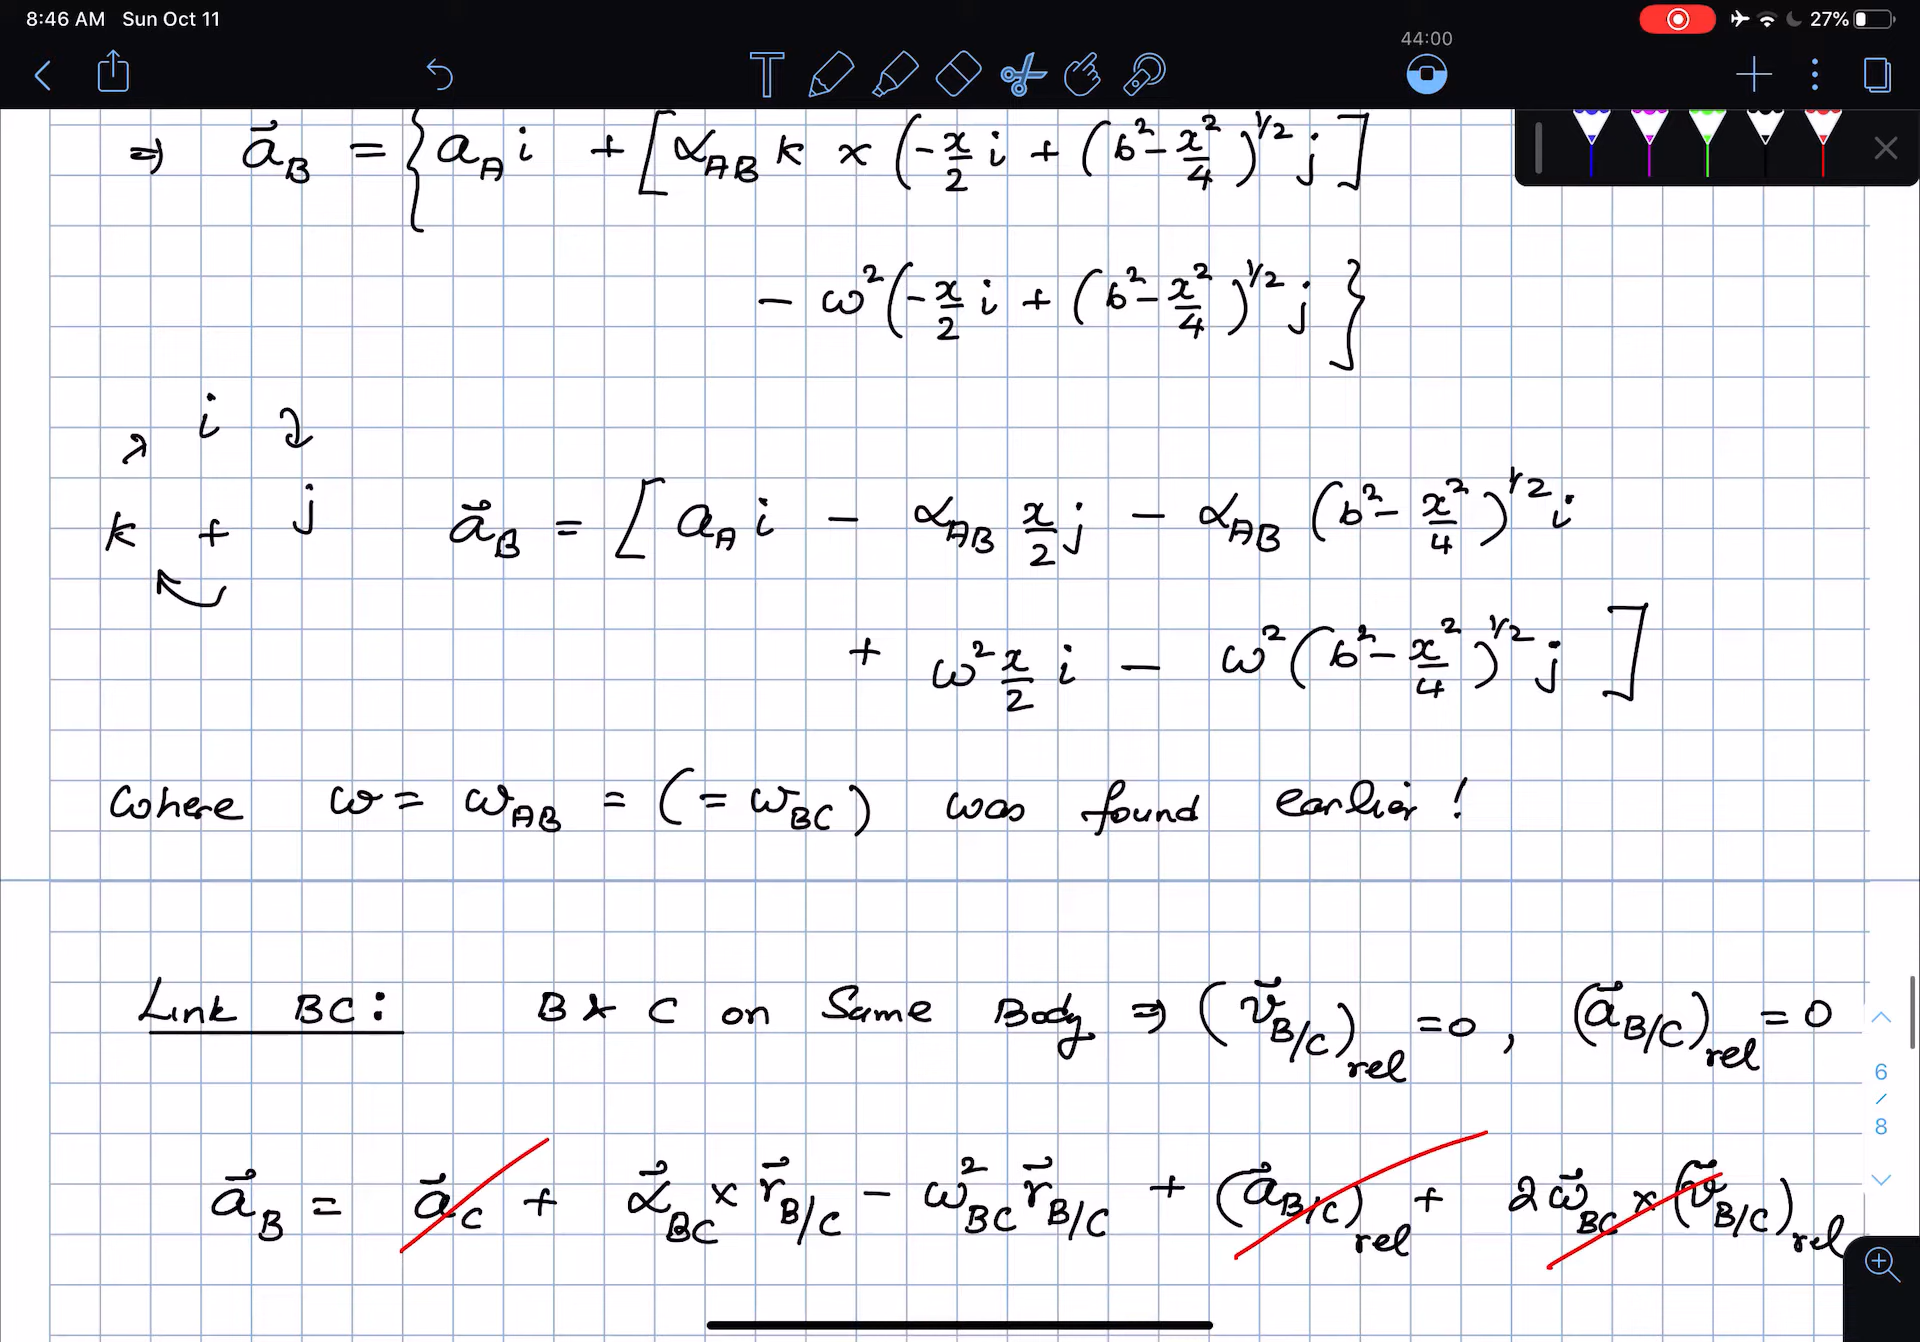 8:46 AM Sun Oct 11 27%
44:00
⇒ a⃗_B = { a_A i + [ α_AB k × (-x/2 i + (b² - x²/4)^1/2 j ]
- ω² (-x/2 i + (b² - x²/4)^1/2 j }
i
k + j
a⃗_B = [ a_A i - α_AB x/2 j - α_AB (b² - x²/4)^1/2 i
+ ω² x/2 i - ω² (b² - x²/4)^1/2 j ]
where ω = ω_AB = (= ω_BC) was found earlier!
Link BC: B & C on Same Body ⇒ (v⃗_B/C)_rel = 0, (a⃗_B/C)_rel = 0
a⃗_B = a⃗_C + α⃗_BC × r⃗_B/C - ω²_BC r⃗_B/C + (a⃗_B/C)_rel + 2 ω⃗_BC × (v⃗_B/C)_rel
6
/
8